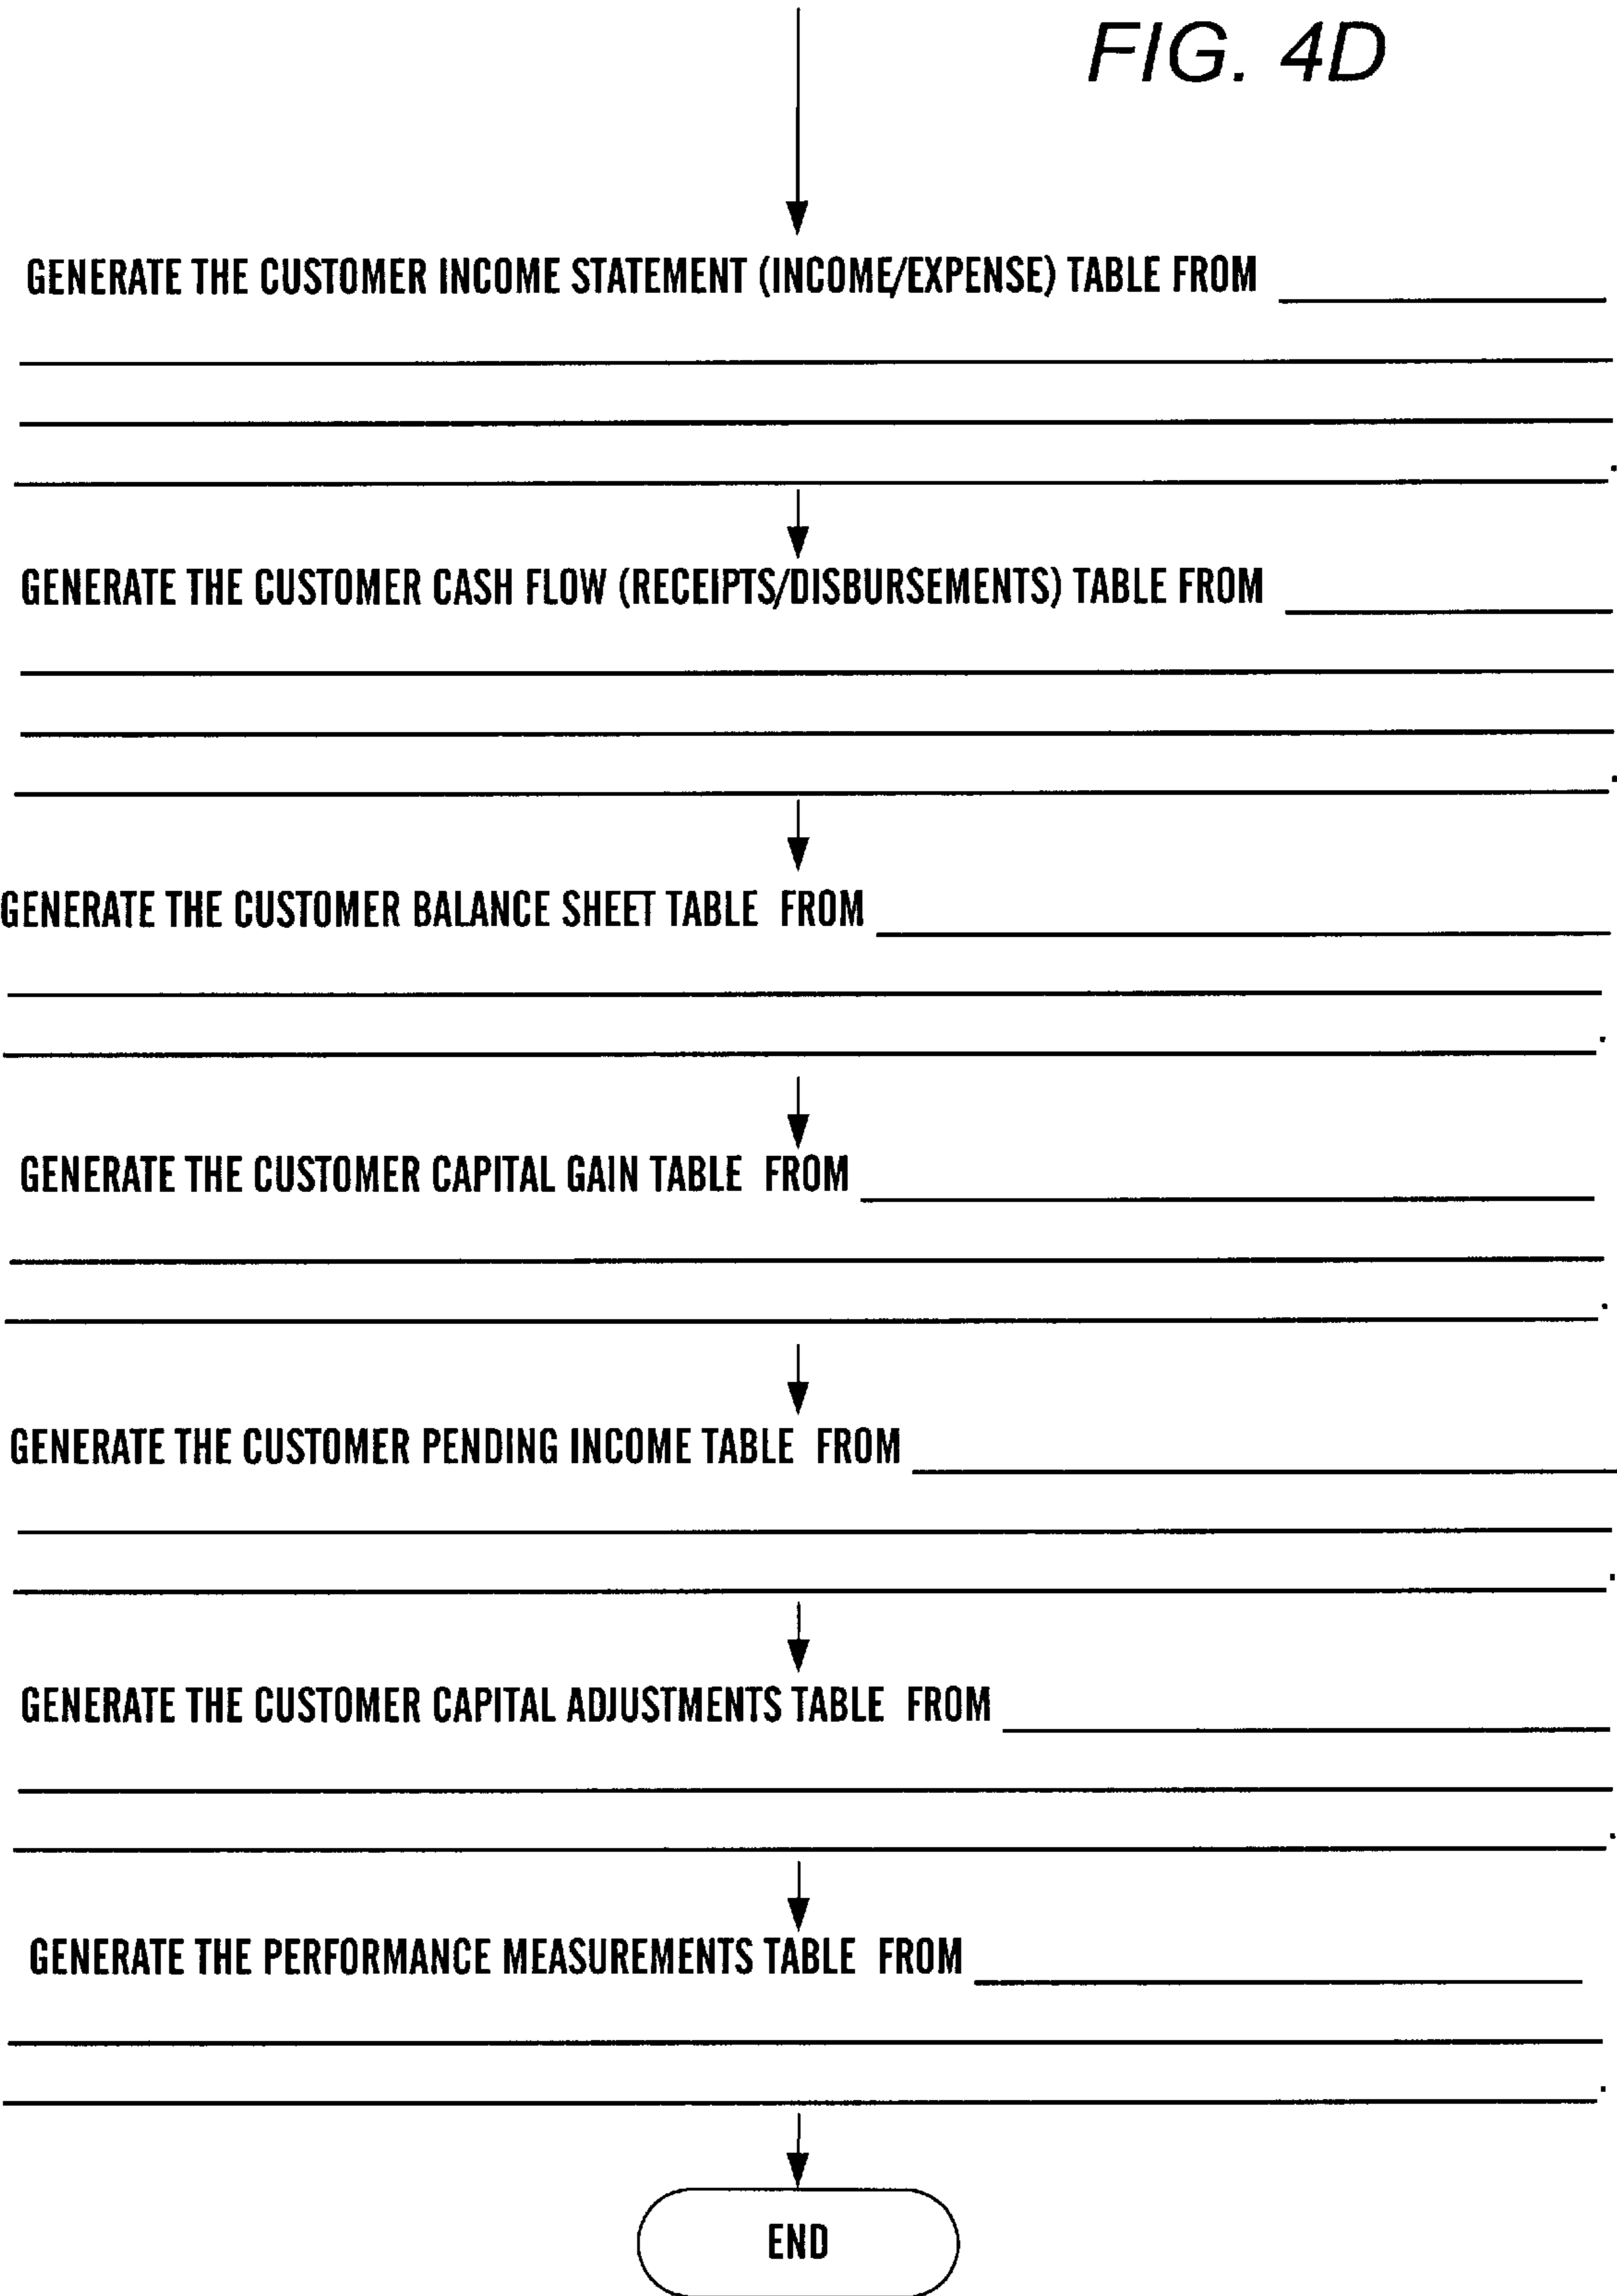 FIG. 4D
GENERATE THE CUSTOMER INCOME STATEMENT (INCOME/EXPENSE) TABLE FROM
.
GENERATE THE CUSTOMER CASH FLOW (RECEIPTS/DISBURSEMENTS) TABLE FROM
.
GENERATE THE CUSTOMER BALANCE SHEET TABLE FROM
.
GENERATE THE CUSTOMER CAPITAL GAIN TABLE FROM
.
GENERATE THE CUSTOMER PENDING INCOME TABLE FROM
.
GENERATE THE CUSTOMER CAPITAL ADJUSTMENTS TABLE FROM
.
GENERATE THE PERFORMANCE MEASUREMENTS TABLE FROM
.
END